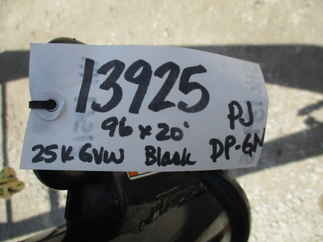 13925
96 x 20'
PJ
25K GVW Black DP-GN